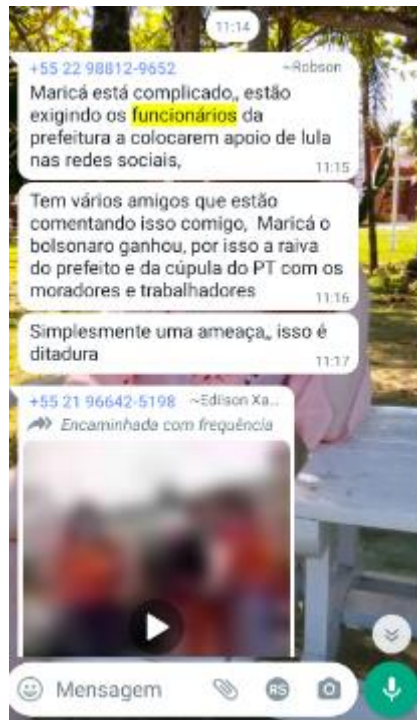 11:14
+55 22 98812-9652 ~Robson
Maricá está complicado,, estão
exigindo os funcionários da
prefeitura a colocarem apoio de lula
nas redes sociais,
11:15
Tem vários amigos que estão
comentando isso comigo, Maricá o
bolsonaro ganhou, por isso a raiva
do prefeito e da cúpula do PT com os
moradores e trabalhadores
11:16
Simplesmente uma ameaça,, isso é
ditadura
11:17
+55 21 96642-5198 ~Edilson Xa...
Encaminhada com frequência
Mensagem R$